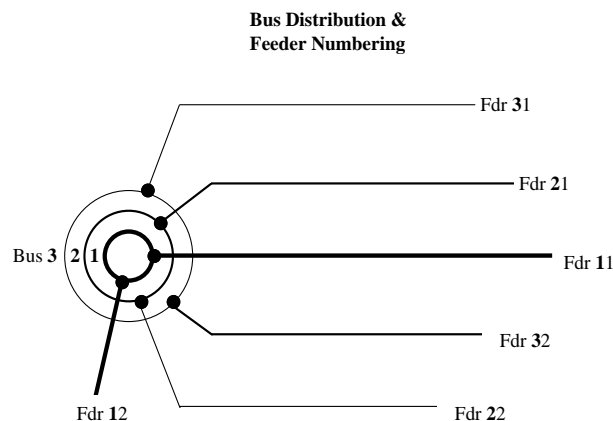 Bus Distribution &
Feeder Numbering
Fdr 31
Fdr 21
Bus 3 2 1
Fdr 11
Fdr 32
Fdr 12
Fdr 22